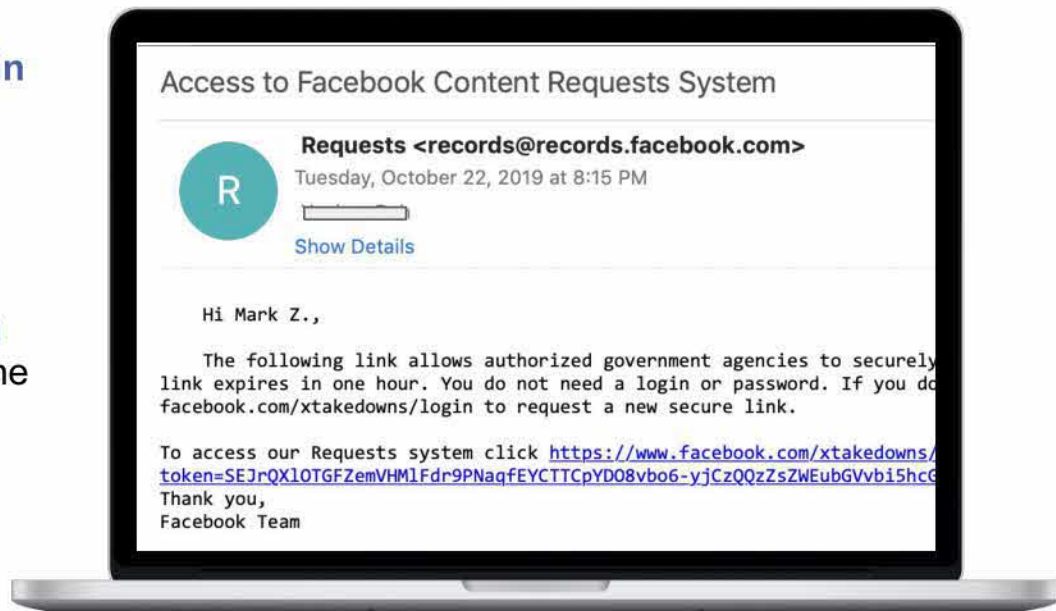 in
Access to Facebook Content Requests System
R
Requests <records@records.facebook.com>
Tuesday, October 22, 2019 at 8:15 PM
Show Details
Hi Mark Z.,
The following link allows authorized government agencies to securely
link expires in one hour. You do not need a login or password. If you do
he
facebook.com/xtakedowns/login to request a new secure link.
To access our Requests system click https://www.facebook.com/xtakedowns/
token=SEJrQXlOTGFZemVHMlFdr9PNaqfEYCTTCpYDO8vbo6-yjCzQQzZsZWEubGVvbi5hcG
Thank you,
Facebook Team